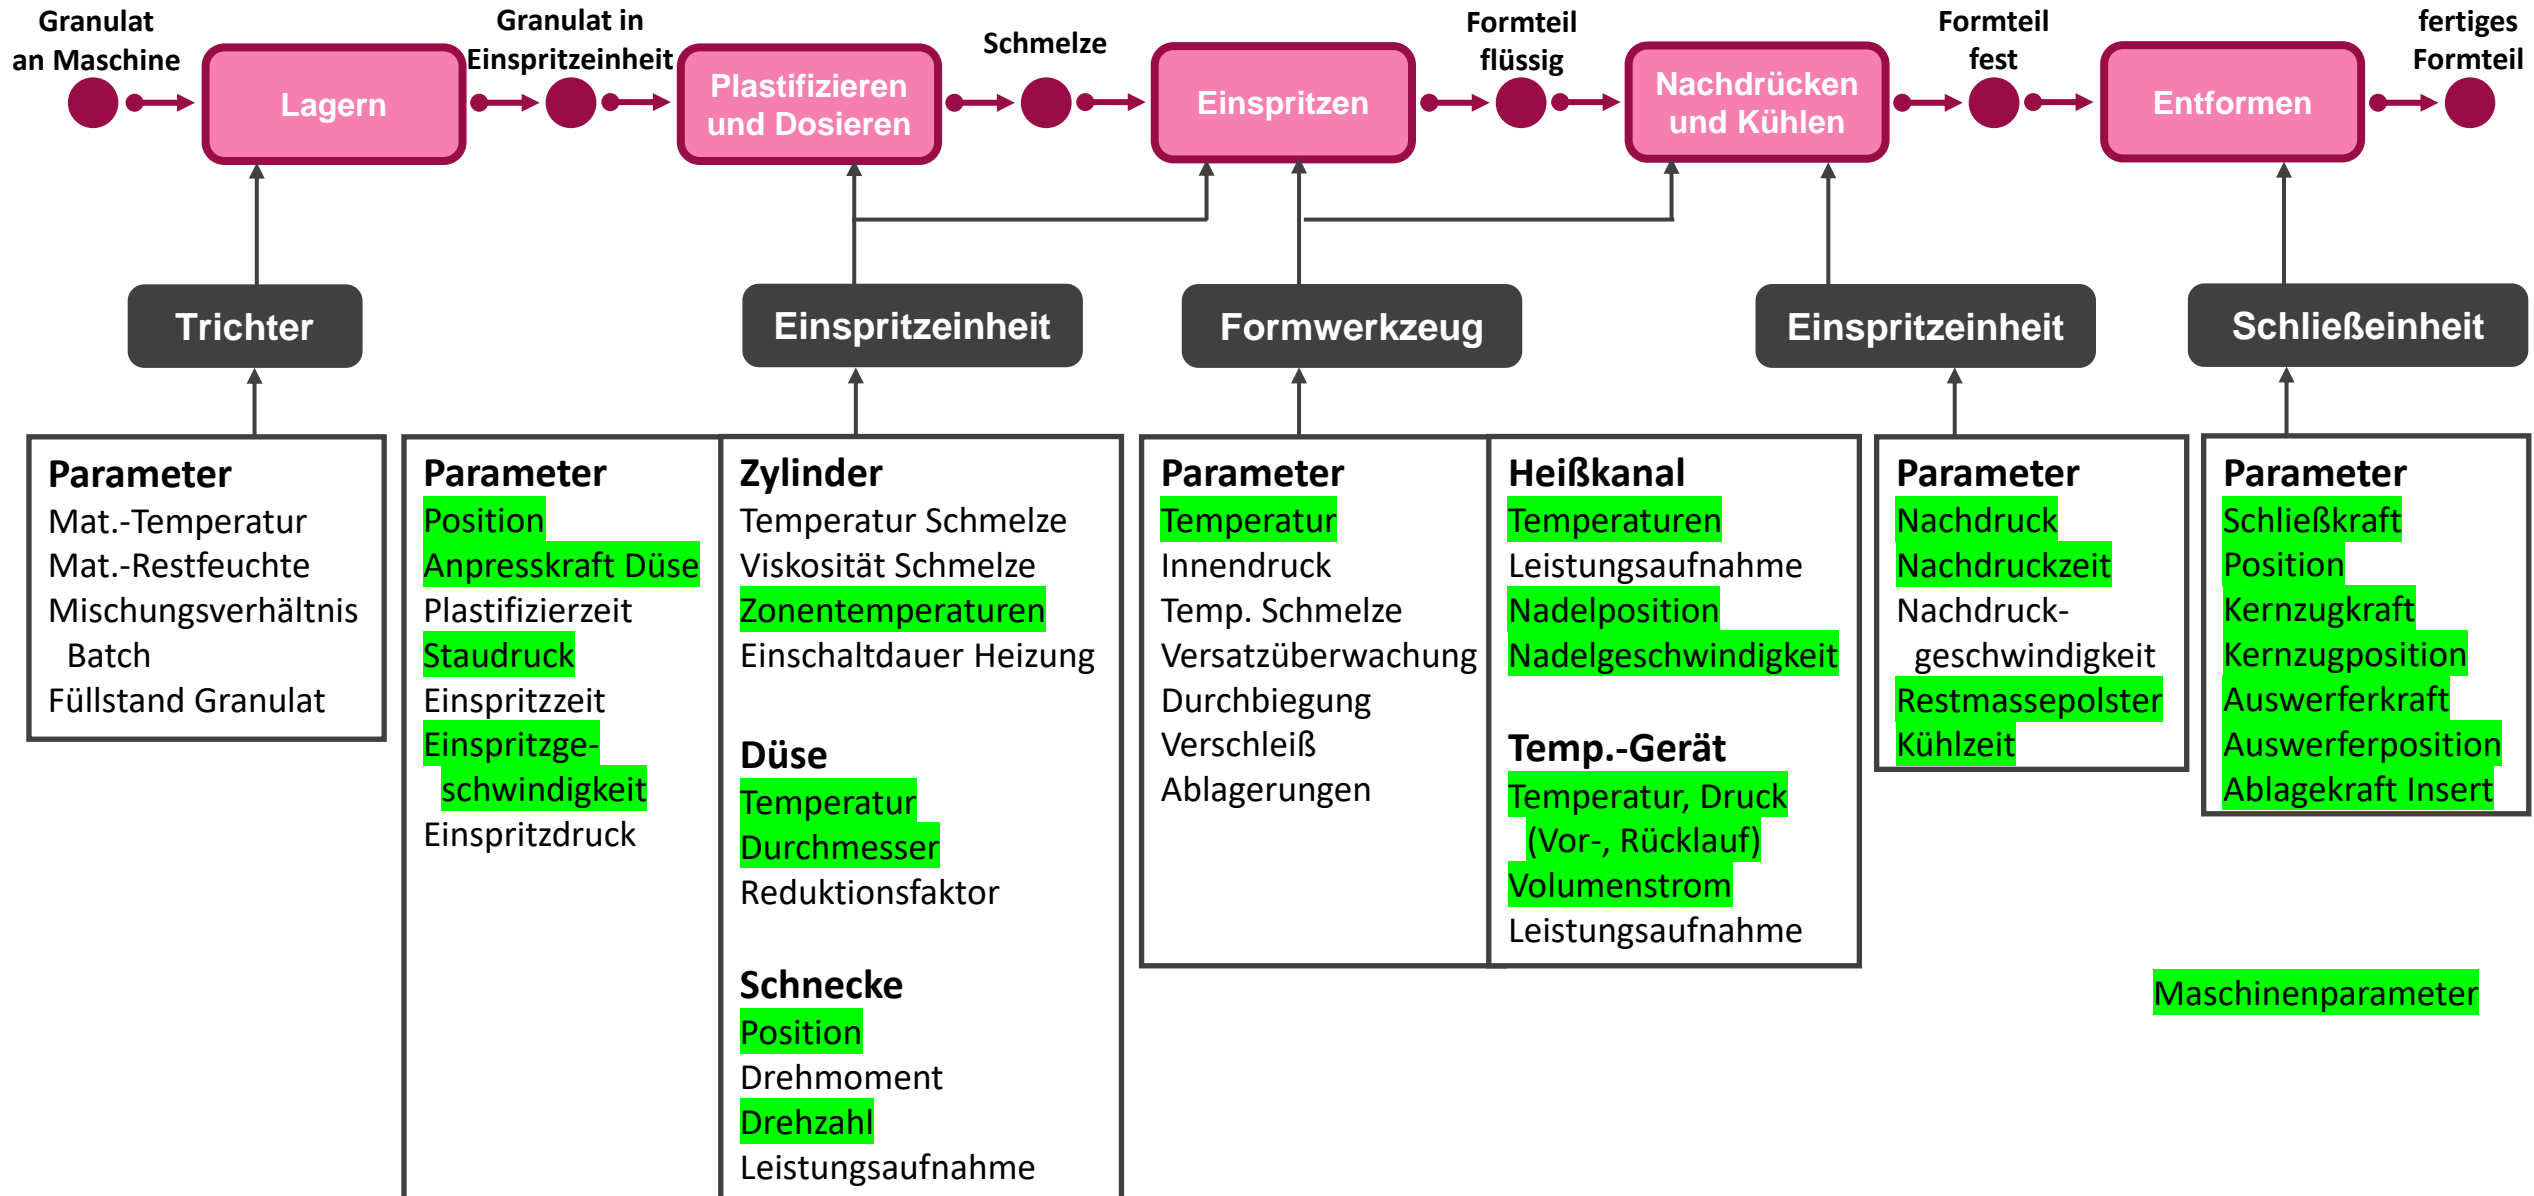 Granulat
an Maschine
Granulat in
Einspritzeinheit
Schmelze
Formteil
flüssig
Formteil
fest
fertiges
Formteil
Lagern
Plastifizieren
und Dosieren
Einspritzen
Nachdrücken
und Kühlen
Entformen
Trichter
Einspritzeinheit
Formwerkzeug
Einspritzeinheit
Schließeinheit
Parameter
Mat.-Temperatur
Mat.-Restfeuchte
Mischungsverhältnis
Batch
Füllstand Granulat
Parameter
Position
Anpresskraft Düse
Plastifizierzeit
Staudruck
Einspritzzeit
Einspritzge-
schwindigkeit
Einspritzdruck
Zylinder
Temperatur Schmelze
Viskosität Schmelze
Zonentemperaturen
Einschaltdauer Heizung
Düse
Temperatur
Durchmesser
Reduktionsfaktor
Schnecke
Position
Drehmoment
Drehzahl
Leistungsaufnahme
Parameter
Temperatur
Innendruck
Temp. Schmelze
Versatzüberwachung
Durchbiegung
Verschleiß
Ablagerungen
Heißkanal
Temperaturen
Leistungsaufnahme
Nadelposition
Nadelgeschwindigkeit
Temp.-Gerät
Temperatur, Druck
(Vor-, Rücklauf)
Volumenstrom
Leistungsaufnahme
Parameter
Nachdruck
Nachdruckzeit
Nachdruck-
geschwindigkeit
Restmassepolster
Kühlzeit
Parameter
Schließkraft
Position
Kernzugkraft
Kernzugposition
Auswerferkraft
Auswerferposition
Ablagekraft Insert
Maschinenparameter